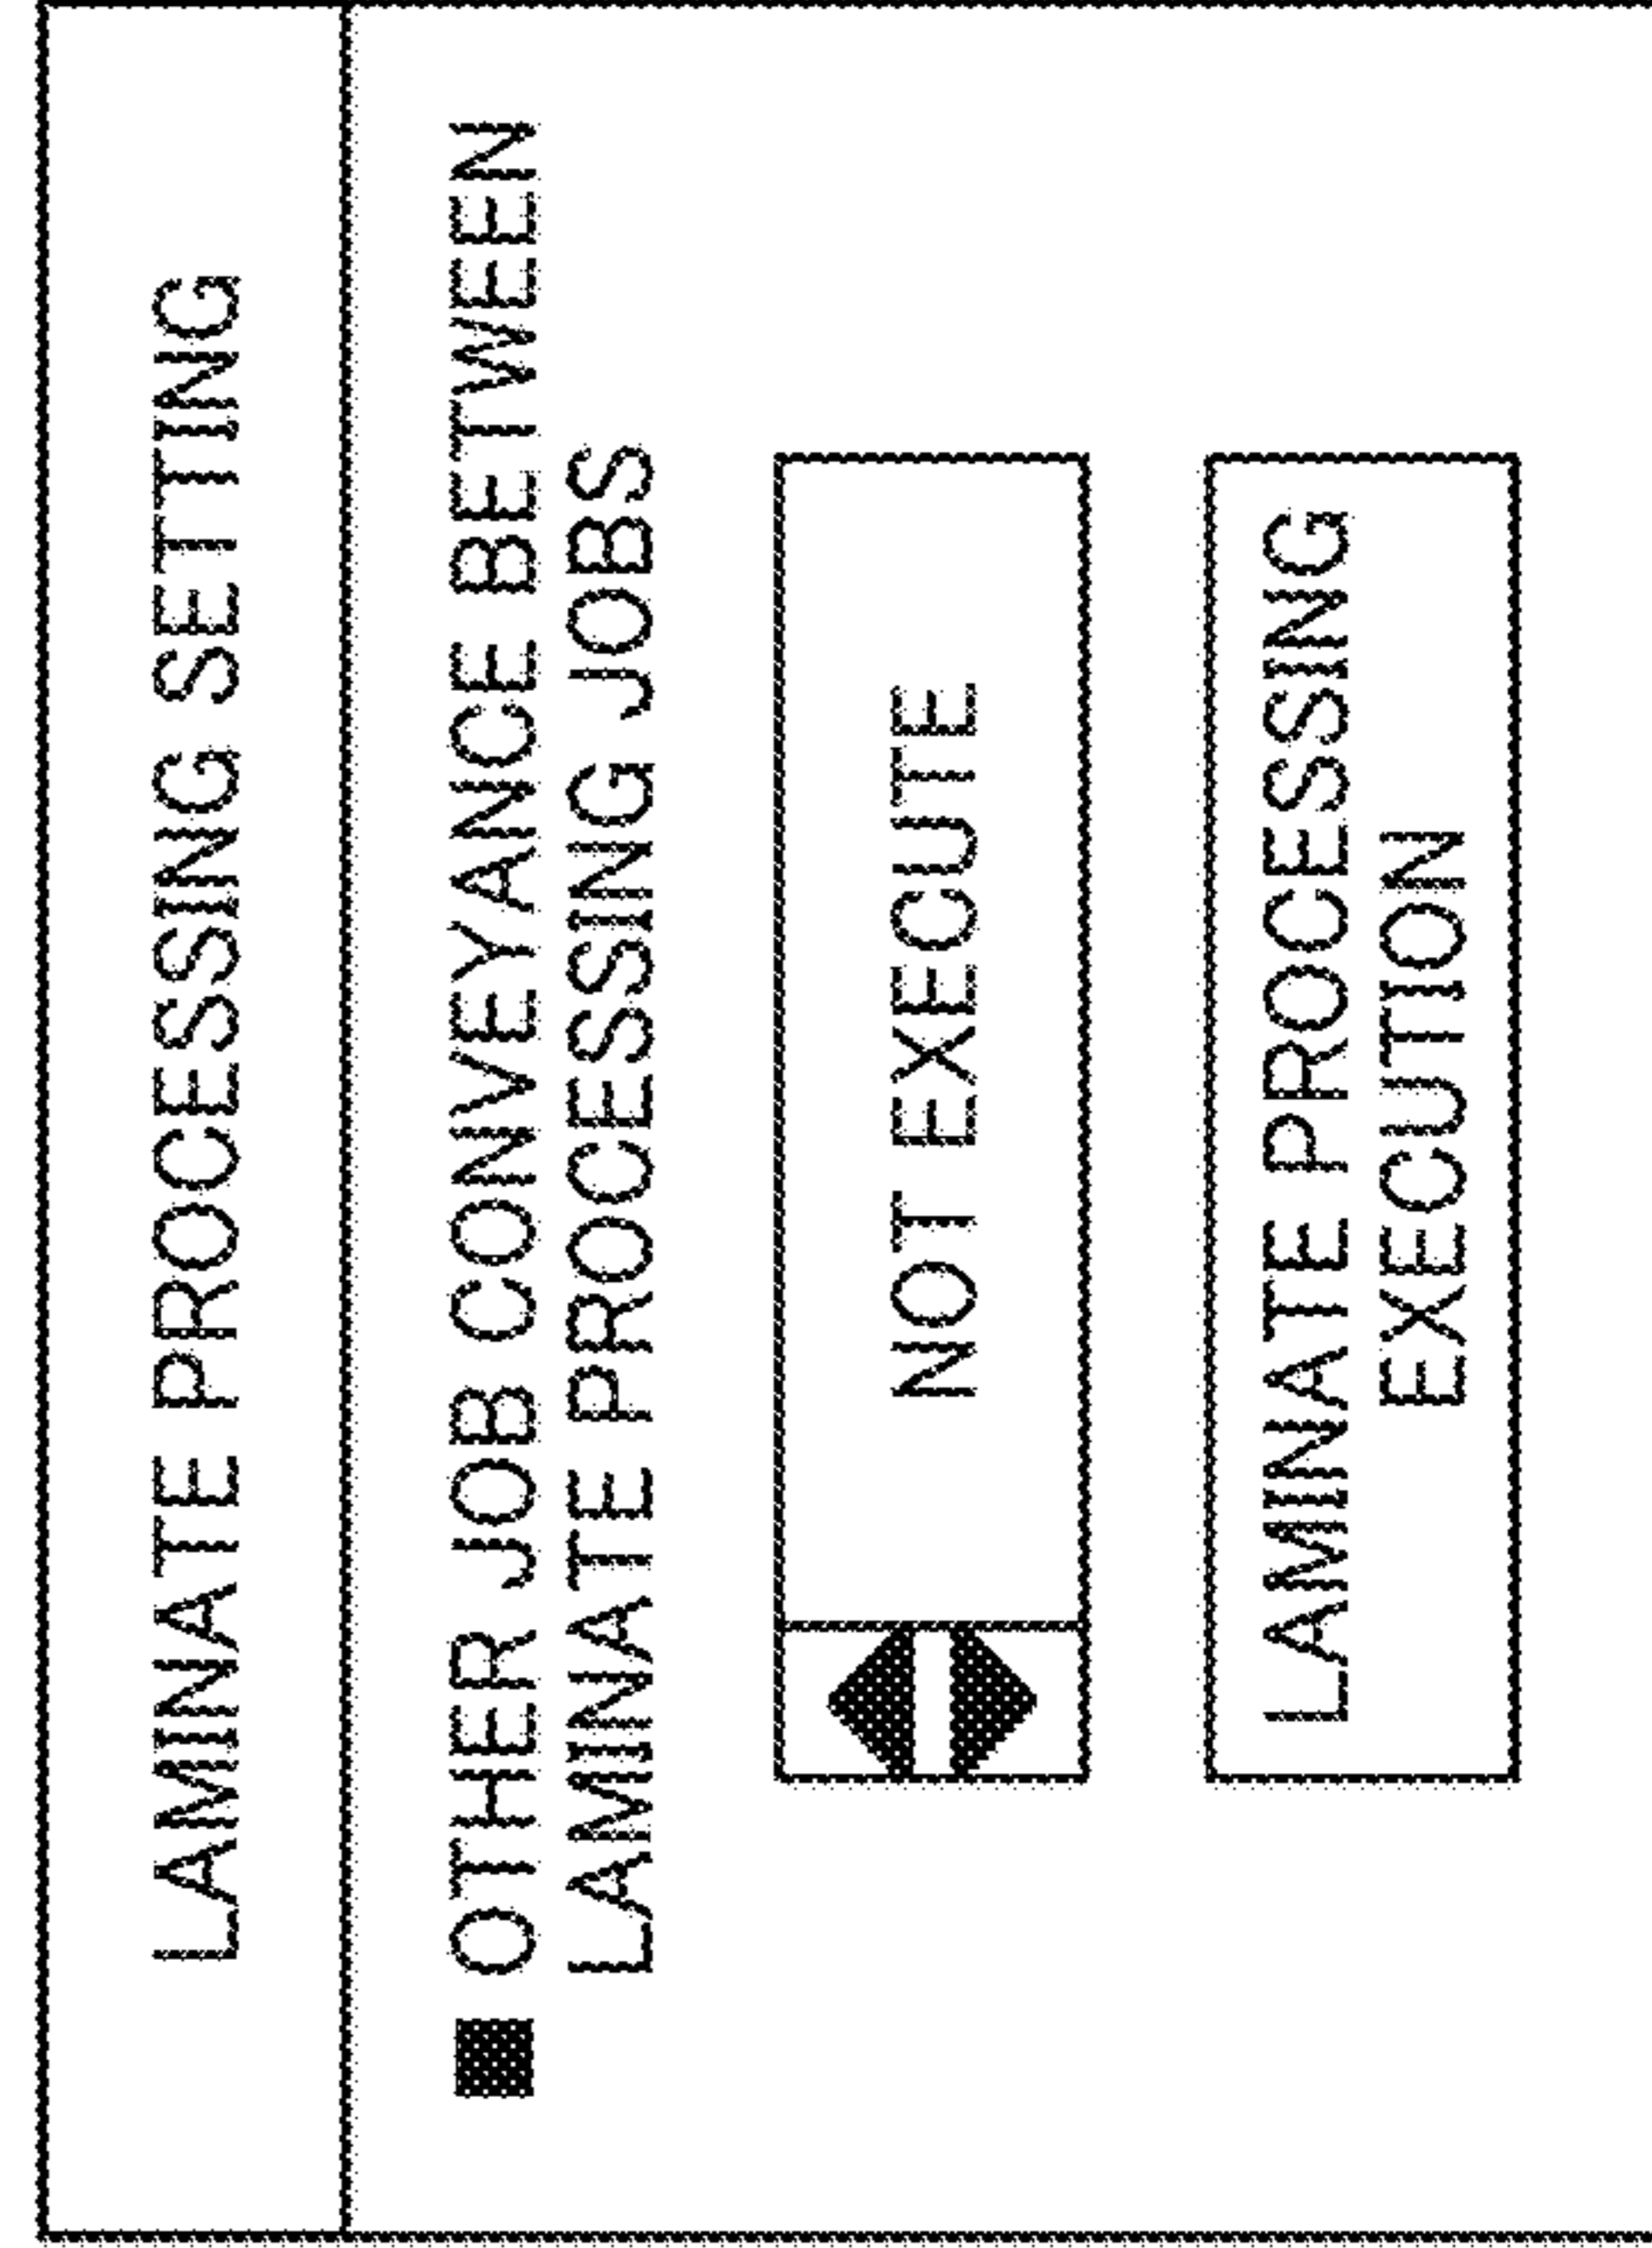 LAMINATE PROCESSING SETTING
■ OTHER JOB CONVEYANCE BETWEEN
LAMINATE PROCESSING JOBS
NOT EXECUTE
LAMINATE PROCESSING
EXECUTION